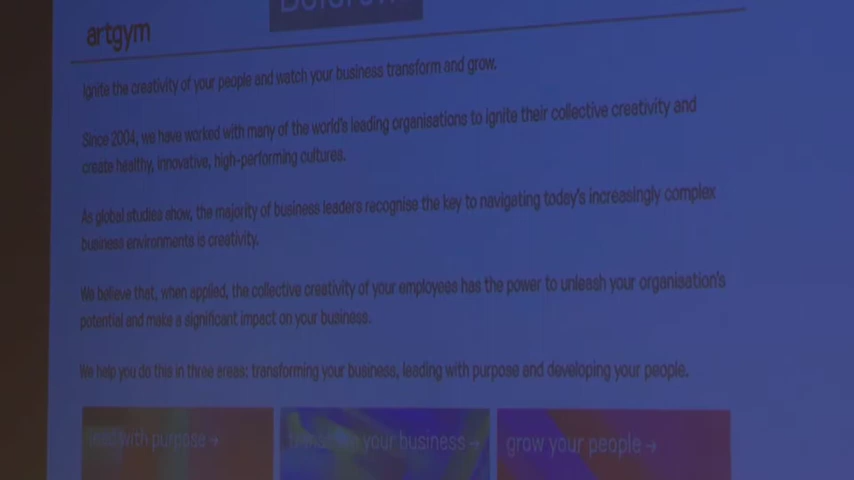 artgym
Ignite the creativity of your people and watch your business transform and grow.
Since 2004, we have worked with many of the world's leading organisations to ignite their collective creativity and
create healthy, innovative, high-performing cultures.
As global studies show, the majority of business leaders recognise the key to navigating today's increasingly complex
business environments is creativity.
We believe that, when applied, the collective creativity of your employees has the power to unleash your organisation's
potential and make a significant impact on your business.
We help you do this in three areas: transforming your business, leading with purpose and developing your people.
lead with purpose →
transform your business →
grow your people →